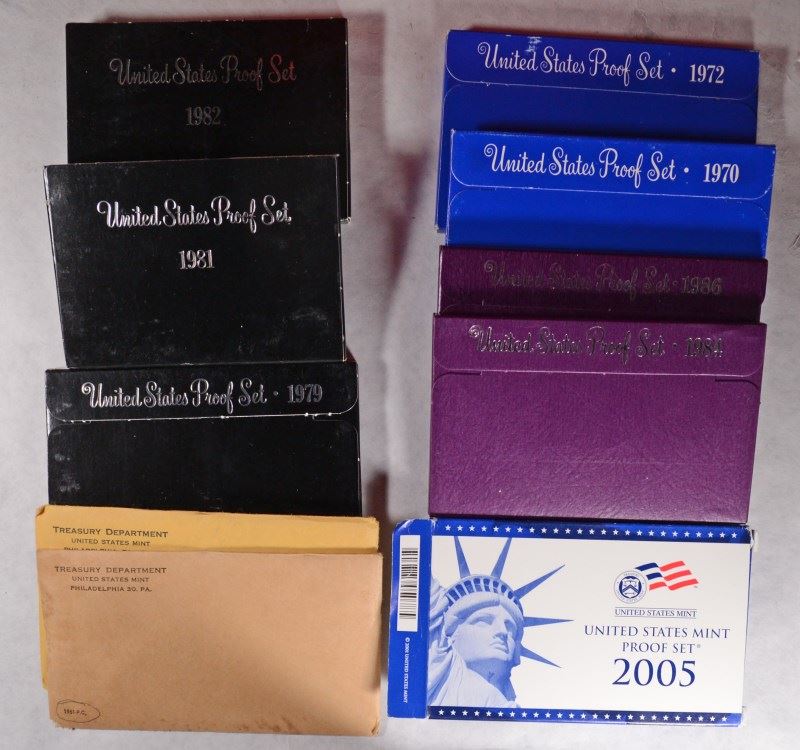 United States Proof Set
1982
United States Proof Set
1981
United States Proof Set · 1979
TREASURY DEPARTMENT
UNITED STATES MINT
TREASURY DEPARTMENT
UNITED STATES MINT
PHILADELPHIA 30, PA.
United States Proof Set · 1972
United States Proof Set · 1970
United States Proof Set · 1986
United States Proof Set · 1984
UNITED STATES MINT
UNITED STATES MINT
PROOF SET®
2005